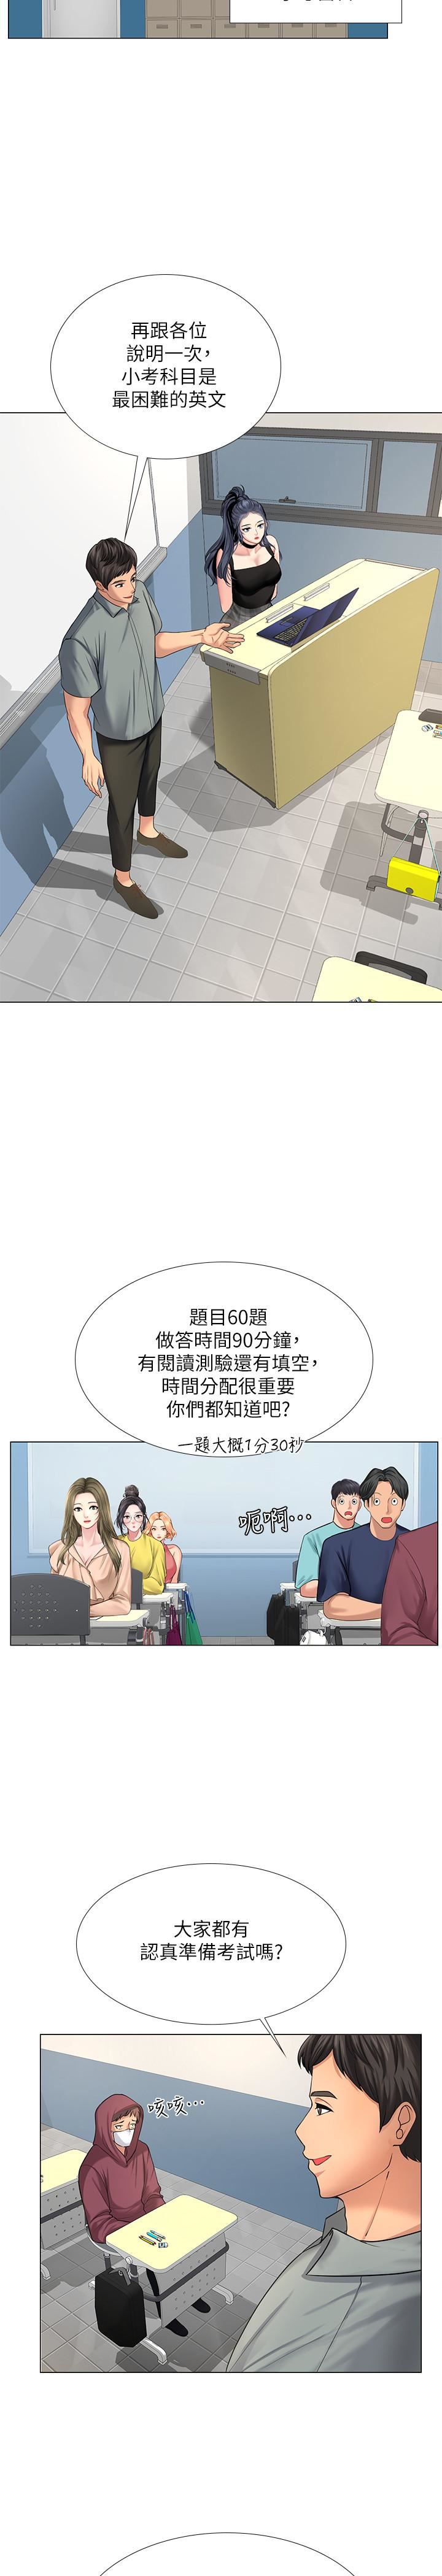 再跟各位
說明一次，
小考科目是
最困難的英文
題目60題
做答時間90分鐘，
有閱讀測驗還有填空，
時間分配很重要
你們都知道吧?
一題大概1分30秒
呃啊…
大家都有
認真準備考試嗎?
咳咳…